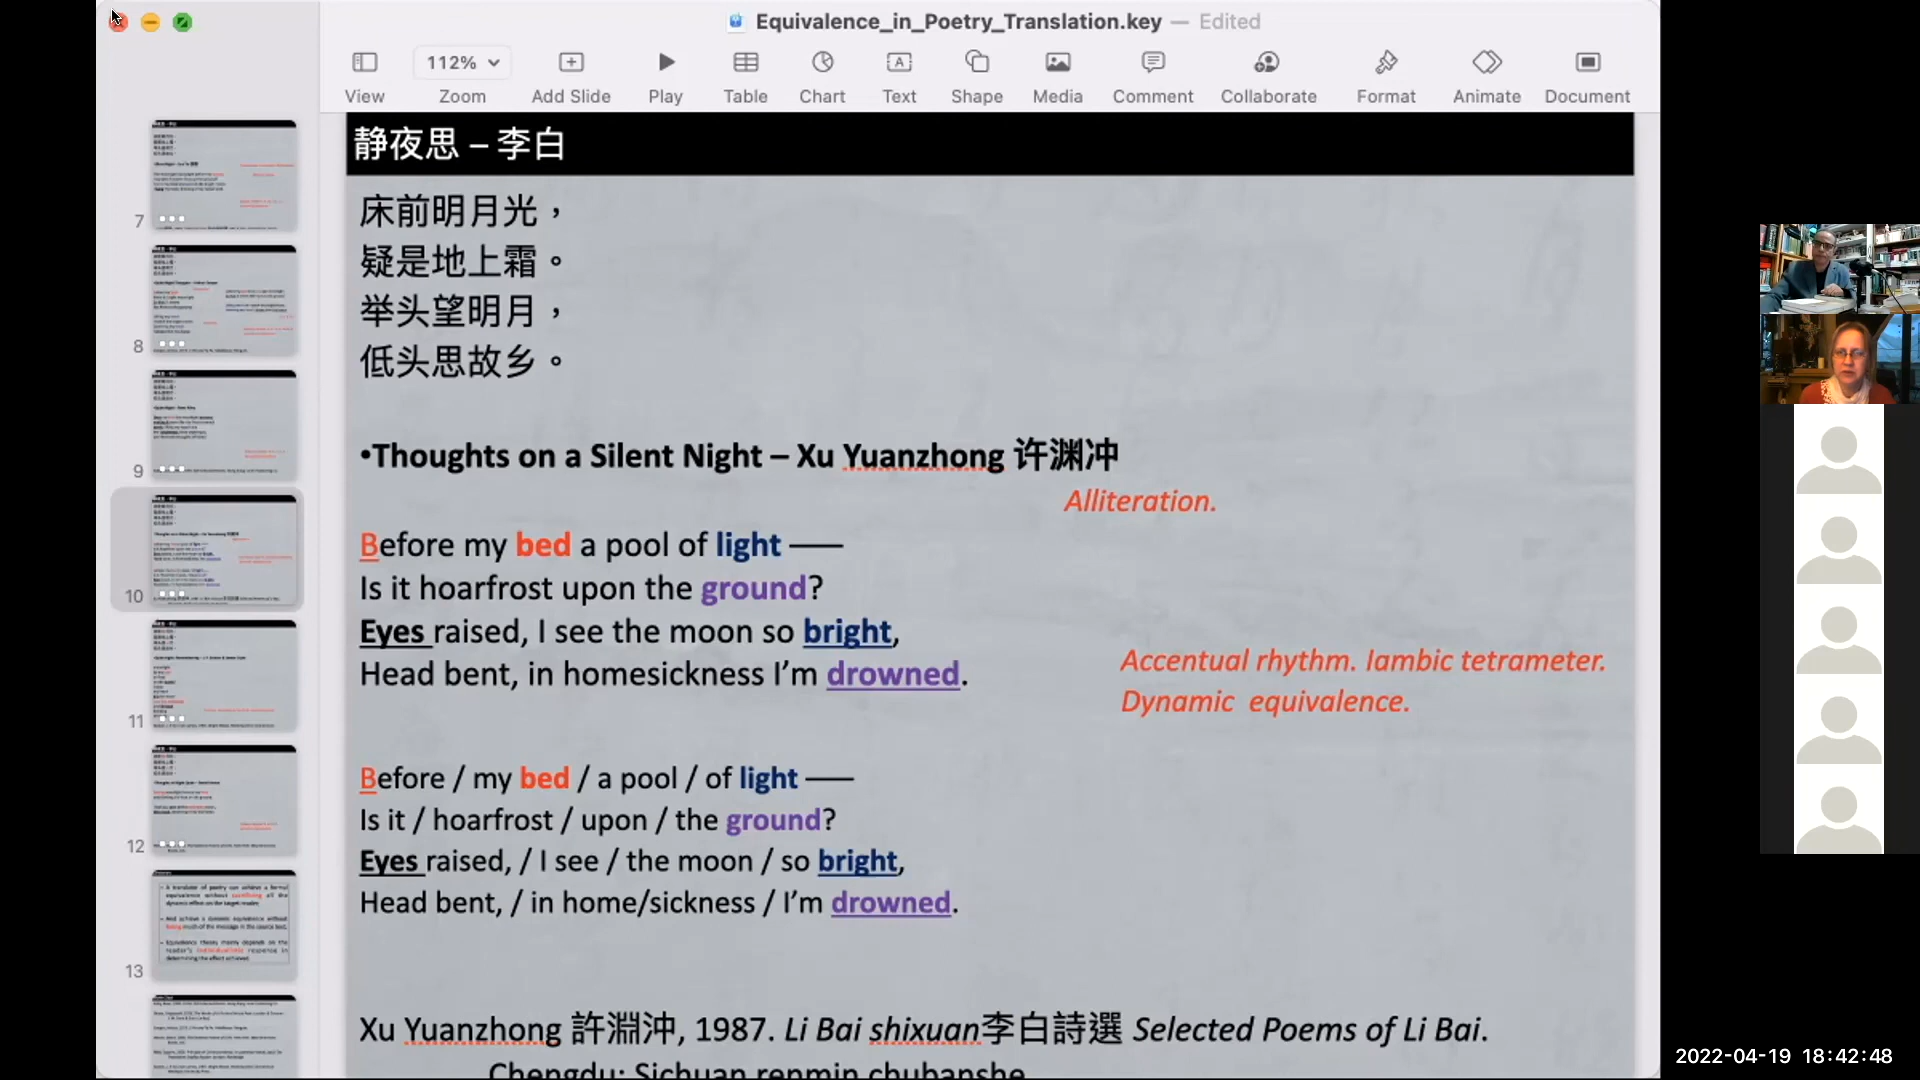 Equivalence_in_Poetry_Translation.key — Edited
112%
View Zoom Add Slide Play Table Chart Text Shape Media Comment Collaborate Format Animate Document
静夜思 – 李白
床前明月光，
疑是地上霜。
举头望明月，
低头思故乡。
•Thoughts on a Silent Night – Xu Yuanzhong 许渊冲
Alliteration.
Before my bed a pool of light ——
Is it hoarfrost upon the ground?
Eyes raised, I see the moon so bright,
Head bent, in homesickness I’m drowned.
Accentual rhythm. Iambic tetrameter.
Dynamic equivalence.
Before / my bed / a pool / of light ——
Is it / hoarfrost / upon / the ground?
Eyes raised, / I see / the moon / so bright,
Head bent, / in home/sickness / I’m drowned.
Xu Yuanzhong 許淵沖, 1987. Li Bai shixuan李白詩選 Selected Poems of Li Bai.
Chengdu: Sichuan renmin chubanshe
7
8
9
10
11
12
13
2022-04-19 18:42:48